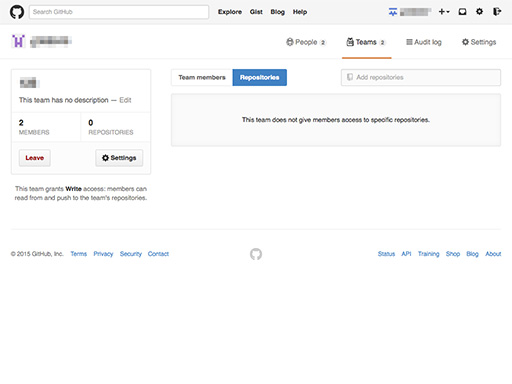 Search GitHub
Explore Gist Blog Help
People 2 Teams 2 Audit log Settings
Team members Repositories
Add repositories
This team has no description — Edit
This team does not give members access to specific repositories.
2 0
MEMBERS REPOSITORIES
Leave Settings
This team grants Write access: members can
read from and push to the team's repositories.
© 2015 GitHub, Inc. Terms Privacy Security Contact
Status API Training Shop Blog About